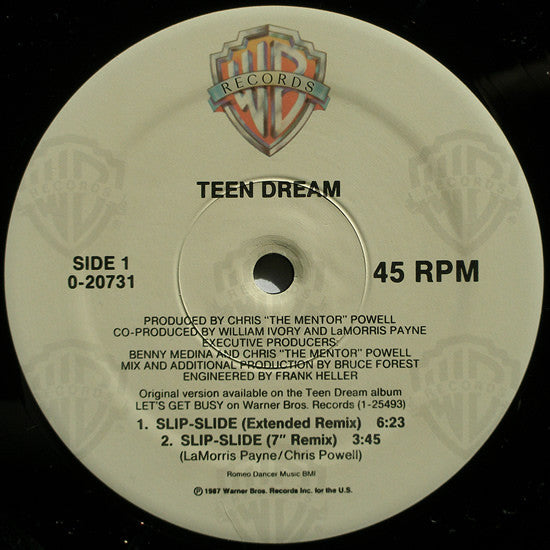 WB
RECORDS
TEEN DREAM
SIDE 1
0-20731
45 RPM
PRODUCED BY CHRIS "THE MENTOR" POWELL
CO-PRODUCED BY WILLIAM IVORY AND LaMORRIS PAYNE
EXECUTIVE PRODUCERS:
BENNY MEDINA AND CHRIS "THE MENTOR" POWELL
MIX AND ADDITIONAL PRODUCTION BY BRUCE FOREST
ENGINEERED BY FRANK HELLER
Original version available on the Teen Dream album
LET'S GET BUSY on Warner Bros. Records (1-25493)
1. SLIP-SLIDE (Extended Remix) 6:23
2. SLIP-SLIDE (7" Remix) 3:45
(LaMorris Payne/Chris Powell)
Romeo Dancer Music BMI
℗ 1987 Warner Bros. Records Inc. for the U.S.